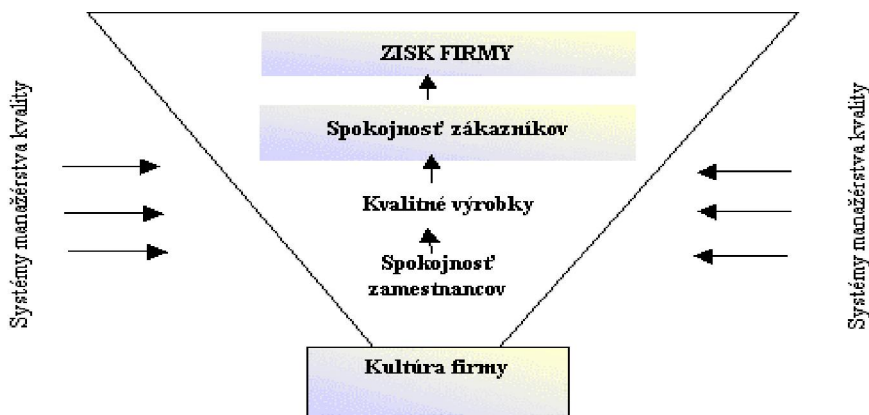 ZISK FIRMY
Spokojnosť zákazníkov
Kvalitné výrobky
Spokojnosť
zamestnancov
Kultúra firmy
Systémy manažérstva kvality
Systémy manažérstva kvality